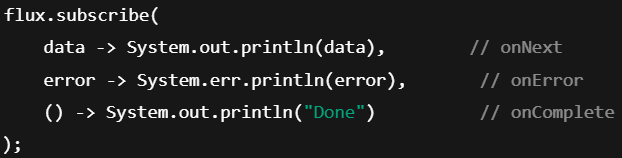 flux.subscribe(
    data -> System.out.println(data),        // onNext
    error -> System.err.println(error),       // onError
    () -> System.out.println("Done")          // onComplete
);